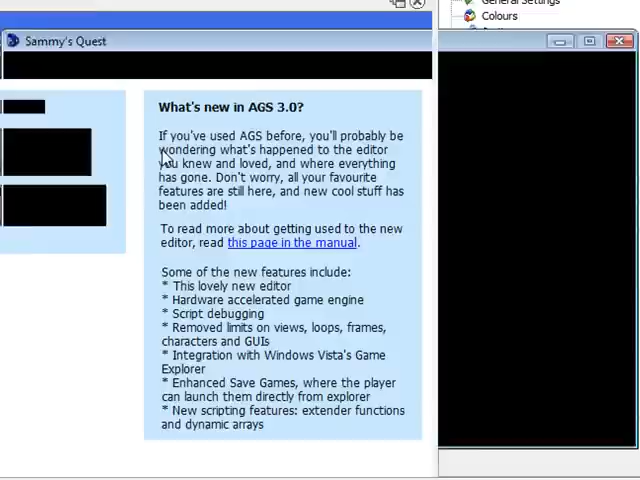 General Settings
Colours
Sammy's Quest
What's new in AGS 3.0?
If you've used AGS before, you'll probably be
wondering what's happened to the editor
you knew and loved, and where everything
has gone. Don't worry, all your favourite
features are still here, and new cool stuff has
been added!
To read more about getting used to the new
editor, read this page in the manual.
Some of the new features include:
* This lovely new editor
* Hardware accelerated game engine
* Script debugging
* Removed limits on views, loops, frames,
characters and GUIs
* Integration with Windows Vista's Game
Explorer
* Enhanced Save Games, where the player
can launch them directly from explorer
* New scripting features: extender functions
and dynamic arrays